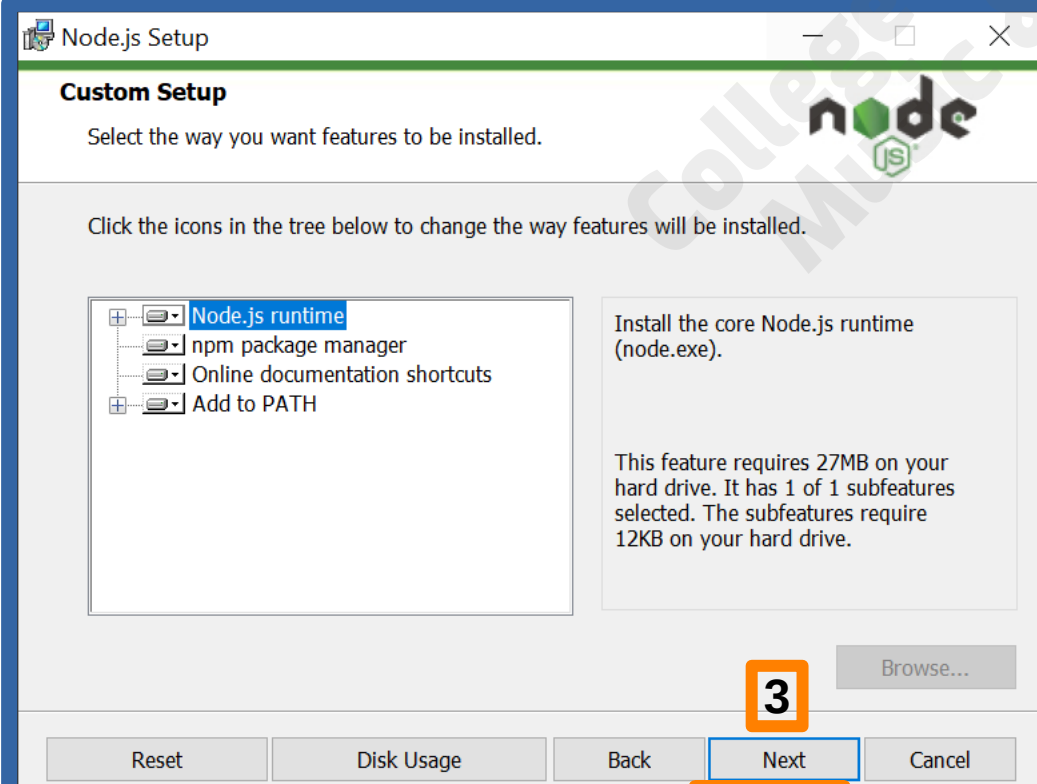 Node.js Setup
Custom Setup
Select the way you want features to be installed.
node
JS
College
Music
Click the icons in the tree below to change the way features will be installed.
Node.js runtime
npm package manager
Online documentation shortcuts
Add to PATH
Install the core Node.js runtime
(node.exe).
This feature requires 27MB on your
hard drive. It has 1 of 1 subfeatures
selected. The subfeatures require
12KB on your hard drive.
Browse...
3
Reset
Disk Usage
Back
Next
Cancel